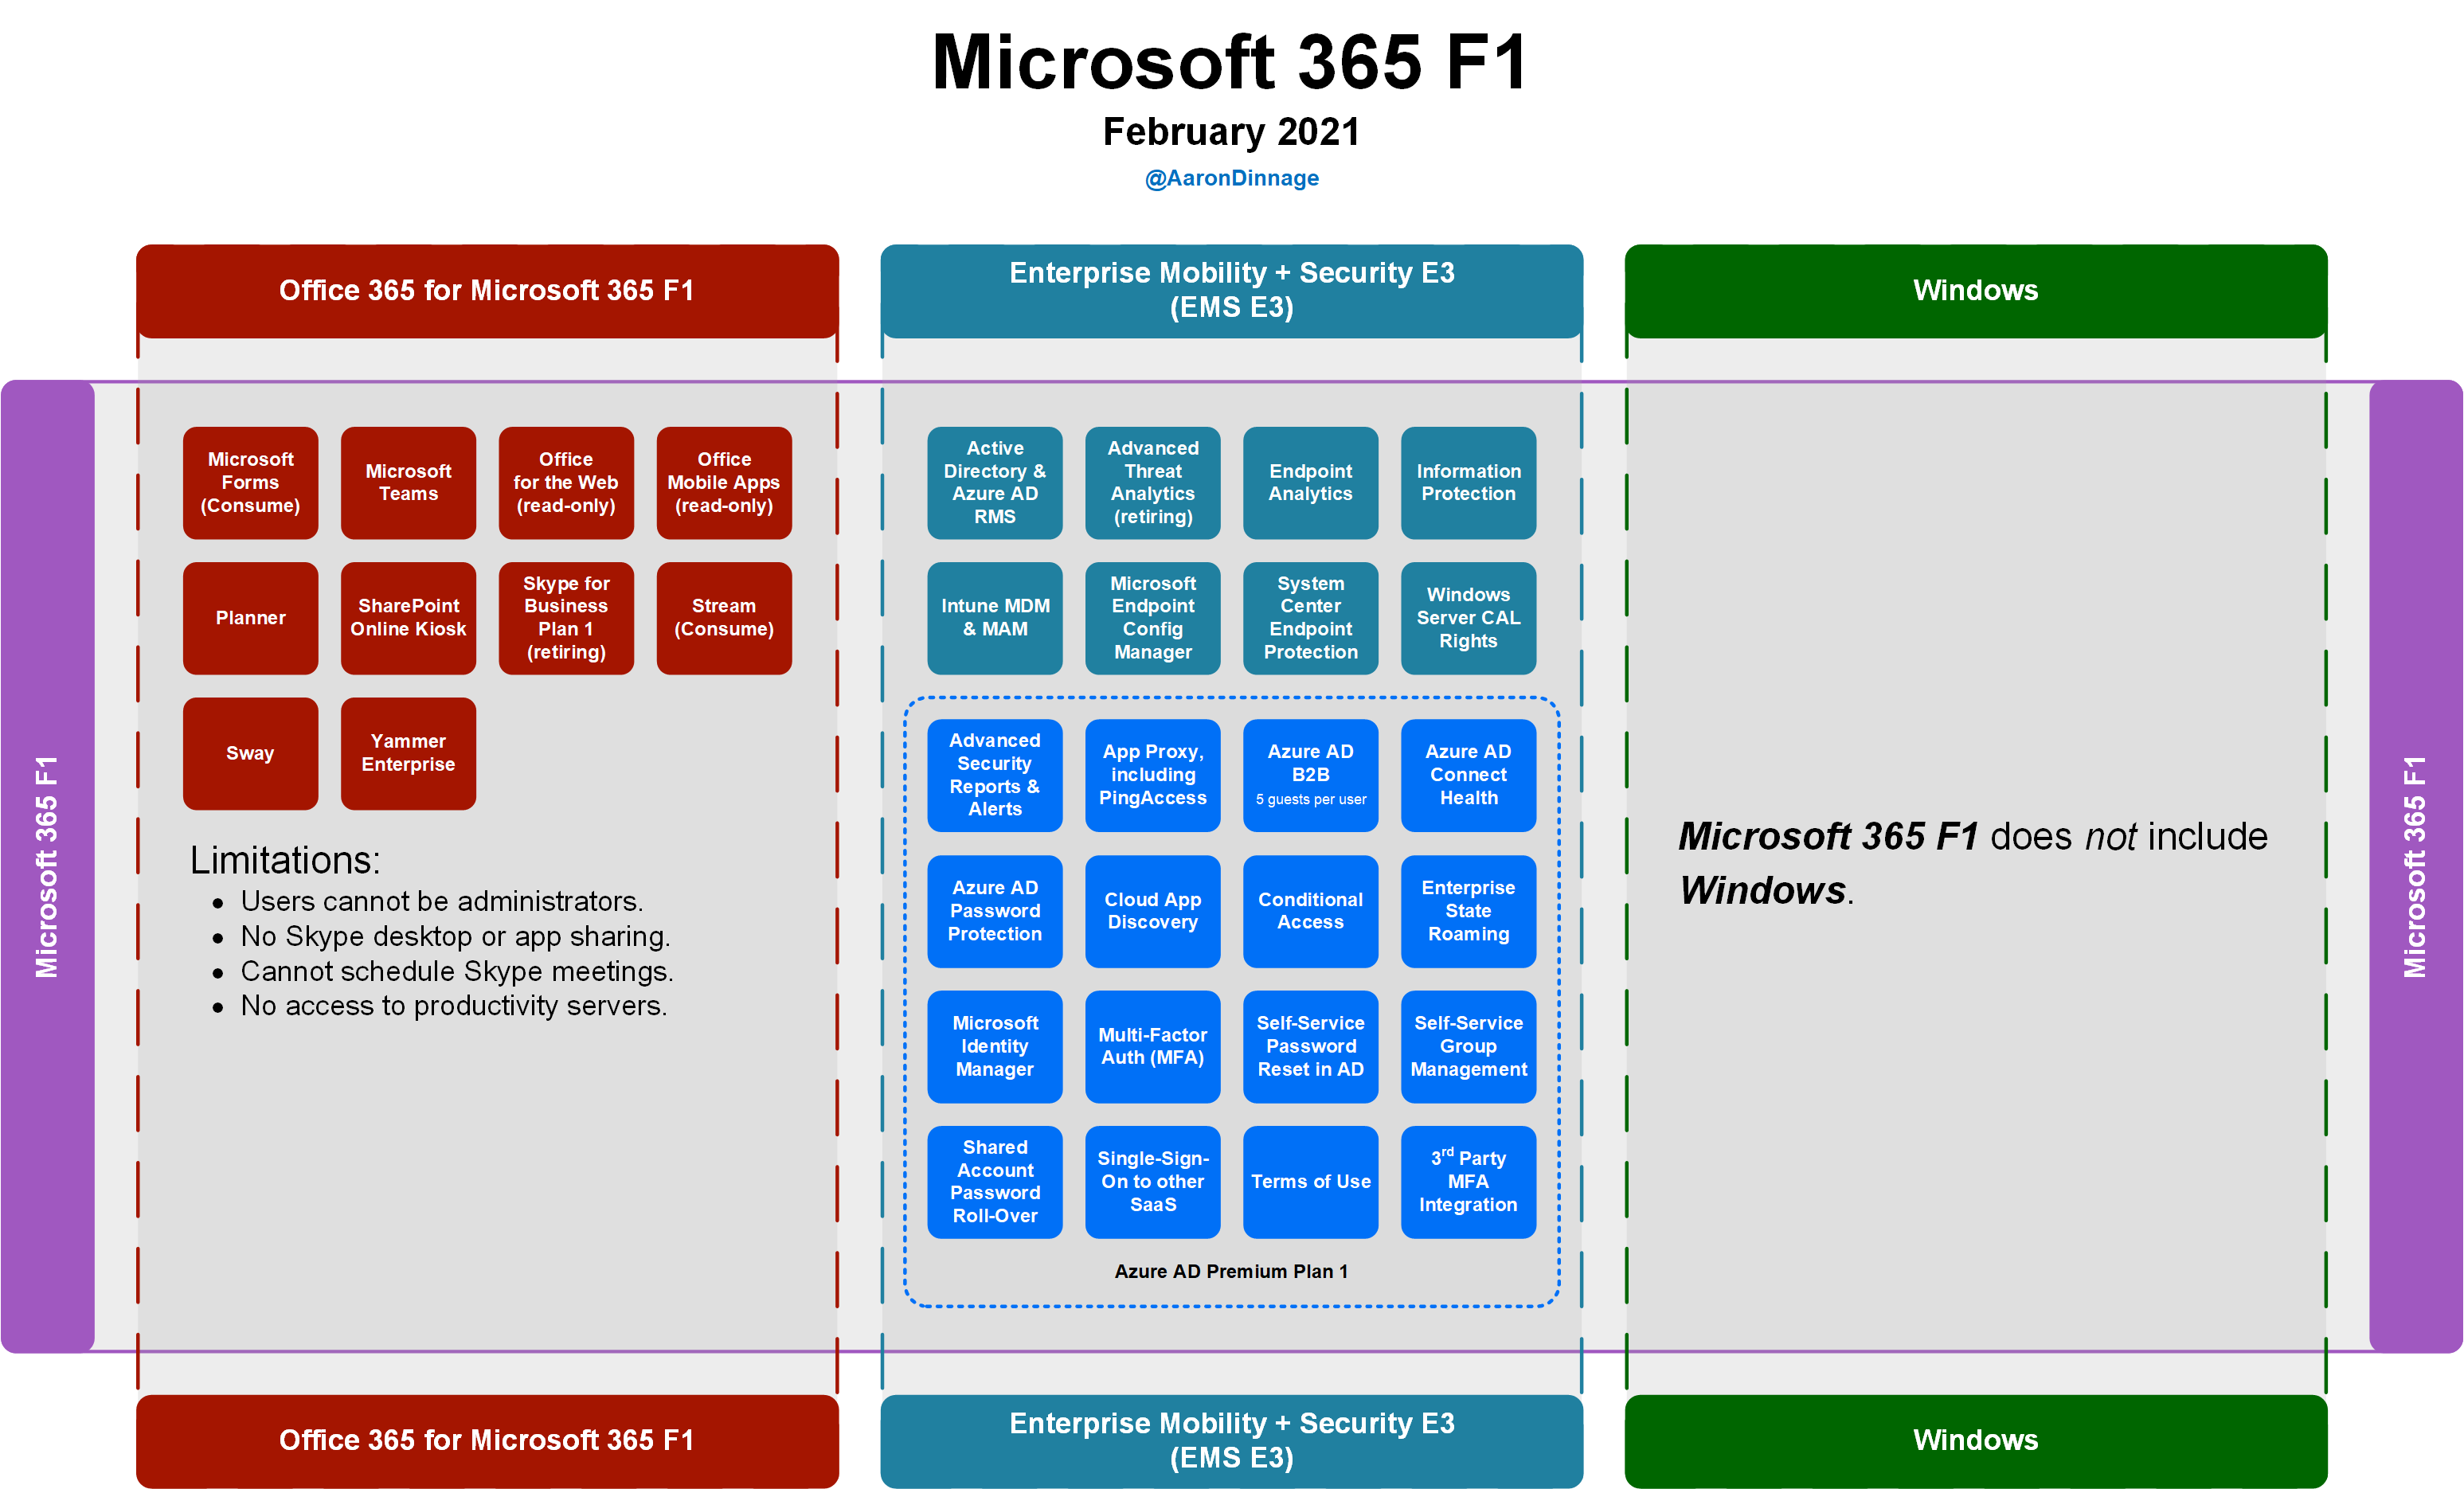 Microsoft 365 F1
February 2021
@AaronDinnage
Office 365 for Microsoft 365 F1
Enterprise Mobility + Security E3
(EMS E3)
Windows
Microsoft 365 F1
Microsoft
Forms
(Consume)
Microsoft
Teams
Office
for the Web
(read-only)
Office
Mobile Apps
(read-only)
Planner
SharePoint
Online Kiosk
Skype for
Business
Plan 1
(retiring)
Stream
(Consume)
Sway
Yammer
Enterprise
Limitations:
• Users cannot be administrators.
• No Skype desktop or app sharing.
• Cannot schedule Skype meetings.
• No access to productivity servers.
Active
Directory &
Azure AD
RMS
Advanced
Threat
Analytics
(retiring)
Endpoint
Analytics
Information
Protection
Intune MDM
& MAM
Microsoft
Endpoint
Config
Manager
System
Center
Endpoint
Protection
Windows
Server CAL
Rights
Advanced
Security
Reports &
Alerts
App Proxy,
including
PingAccess
Azure AD
B2B
5 guests per user
Azure AD
Connect
Health
Azure AD
Password
Protection
Cloud App
Discovery
Conditional
Access
Enterprise
State
Roaming
Microsoft
Identity
Manager
Multi-Factor
Auth (MFA)
Self-Service
Password
Reset in AD
Self-Service
Group
Management
Shared
Account
Password
Roll-Over
Single-Sign-
On to other
SaaS
Terms of Use
3rd Party
MFA
Integration
Azure AD Premium Plan 1
Microsoft 365 F1 does not include
Windows.
Microsoft 365 F1
Office 365 for Microsoft 365 F1
Enterprise Mobility + Security E3
(EMS E3)
Windows